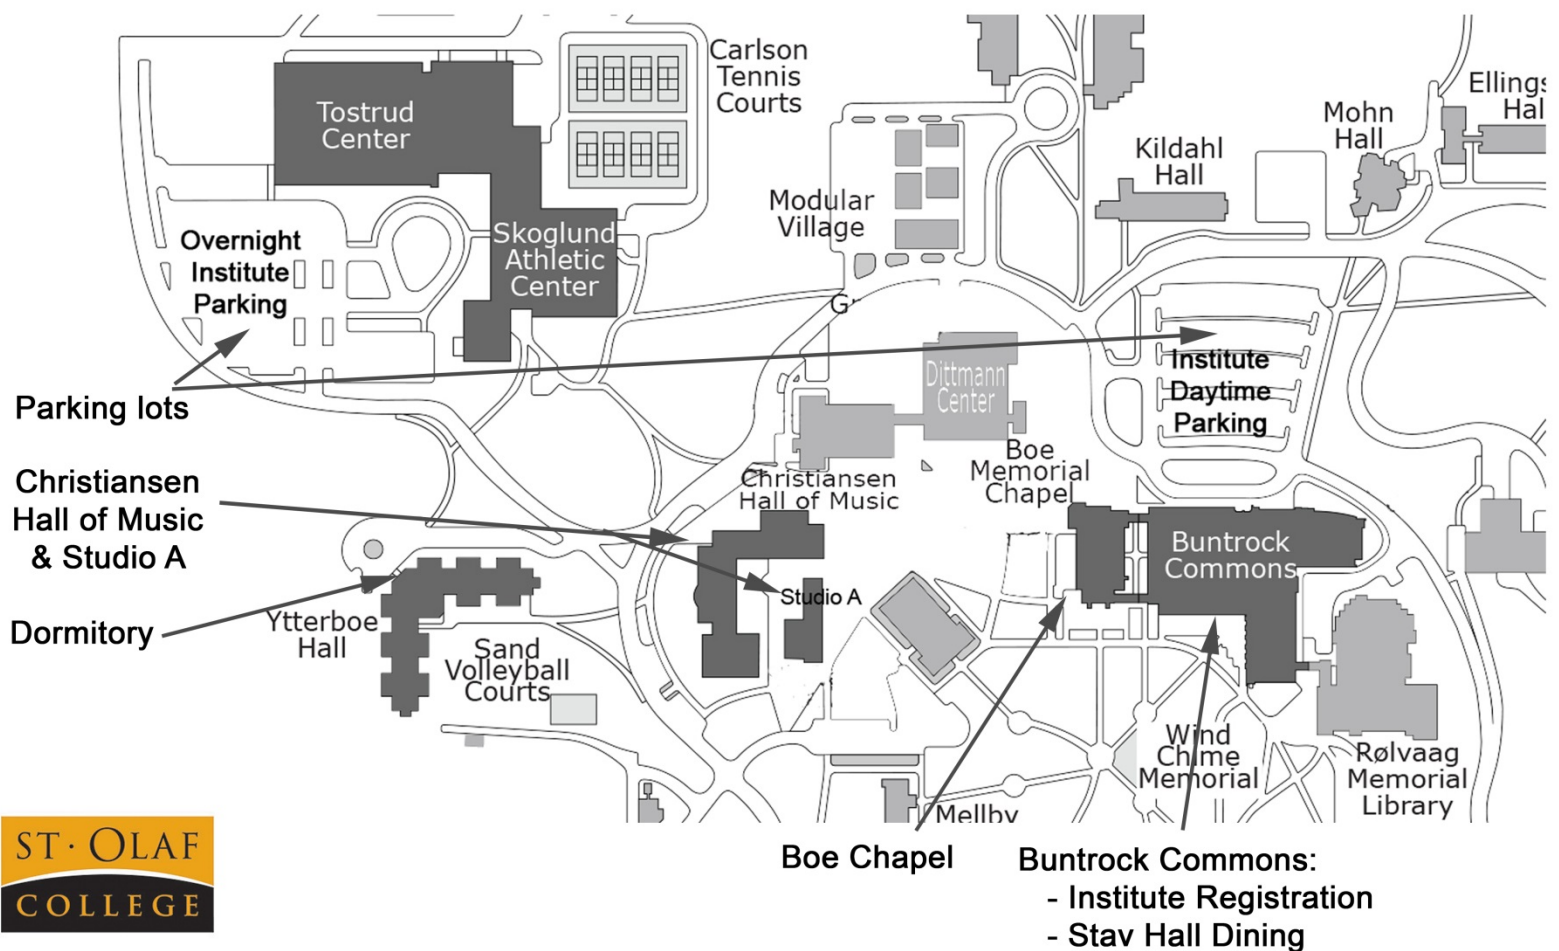 Carlson
Tennis
Courts
Tostrud
Center
Ellings
Hal
Mohn
Hall
Kildahl
Hall
Modular
Village
Overnight
Institute
Parking
Skoglund
Athletic
Center
G
Institute
Daytime
Parking
Dittmann
Center
Parking lots
Boe
Memorial
Chapel
Christiansen
Hall of Music
Christiansen
Hall of Music
& Studio A
Buntrock
Commons
Studio A
Dormitory
Ytterboe
Hall
Sand
Volleyball
Courts
Wind
Chime
Memorial
Rølvaag
Memorial
Library
Mellby
ST · OLAF
COLLEGE
Boe Chapel
Buntrock Commons:
- Institute Registration
- Stav Hall Dining